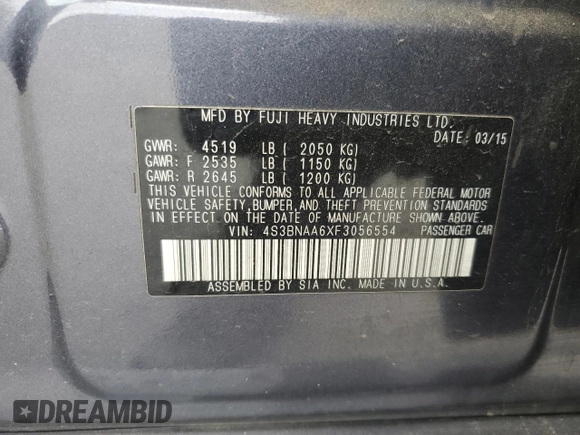 MFD BY FUJI HEAVY INDUSTRIES LTD.
DATE: 03/15
GVWR: 4519 LB ( 2050 KG)
GAWR: F 2535 LB ( 1150 KG)
GAWR: R 2645 LB ( 1200 KG)
THIS VEHICLE CONFORMS TO ALL APPLICABLE FEDERAL MOTOR
VEHICLE SAFETY,BUMPER,AND THEFT PREVENTION STANDARDS
IN EFFECT ON THE DATE OF MANUFACTURE SHOWN ABOVE.
VIN: 4S3BNAA6XF3056554 PASSENGER CAR
ASSEMBLED BY SIA INC. MADE IN U.S.A.
DREAMBID